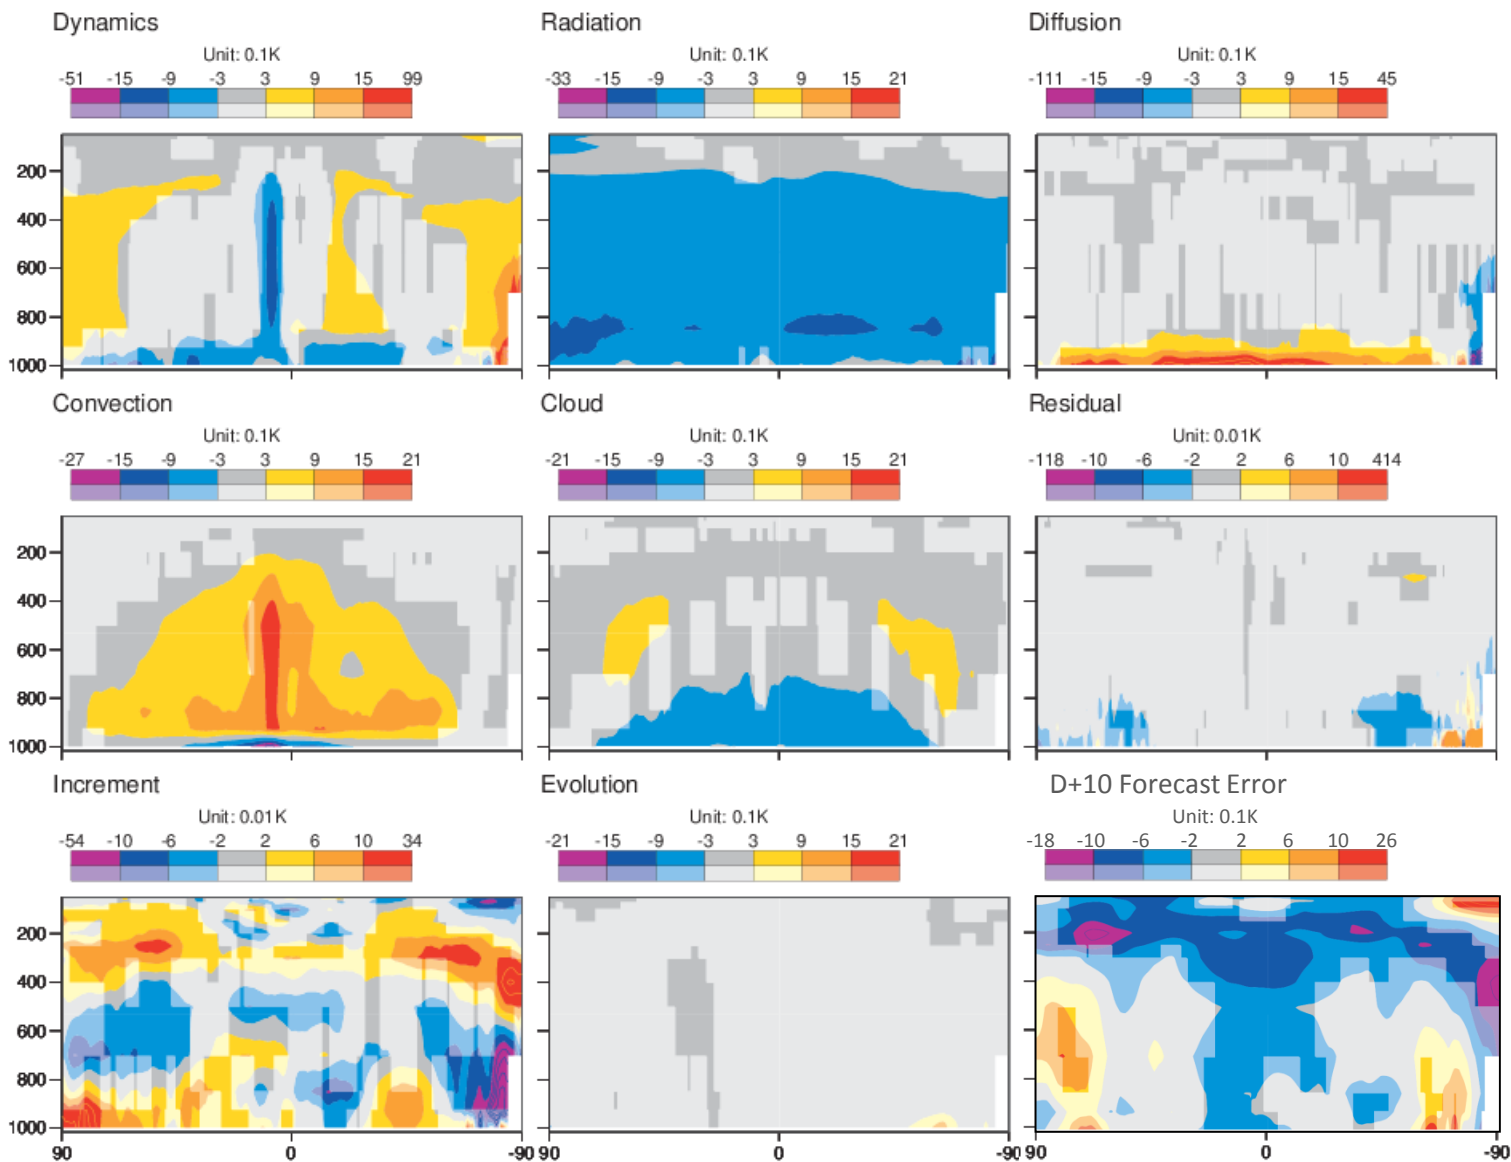 Dynamics Radiation Diffusion
Unit: 0.1K Unit: 0.1K Unit: 0.1K
-51 -15 -9 -3 3 9 15 99 -33 -15 -9 -3 3 9 15 21 -111 -15 -9 -3 3 9 15 45
200
400
600
800
1000
90 0 -90
Convection Cloud Residual
Unit: 0.1K Unit: 0.1K Unit: 0.01K
-27 -15 -9 -3 3 9 15 21 -21 -15 -9 -3 3 9 15 21 -118 -10 -6 -2 2 6 10 414
200
400
600
800
1000
Increment Evolution D+10 Forecast Error
Unit: 0.01K Unit: 0.1K Unit: 0.1K
-54 -10 -6 -2 2 6 10 34 -21 -15 -9 -3 3 9 15 21 -18 -10 -6 -2 2 6 10 26
200
400
600
800
1000
90 0 -90 90 0 -90 90 0 -90